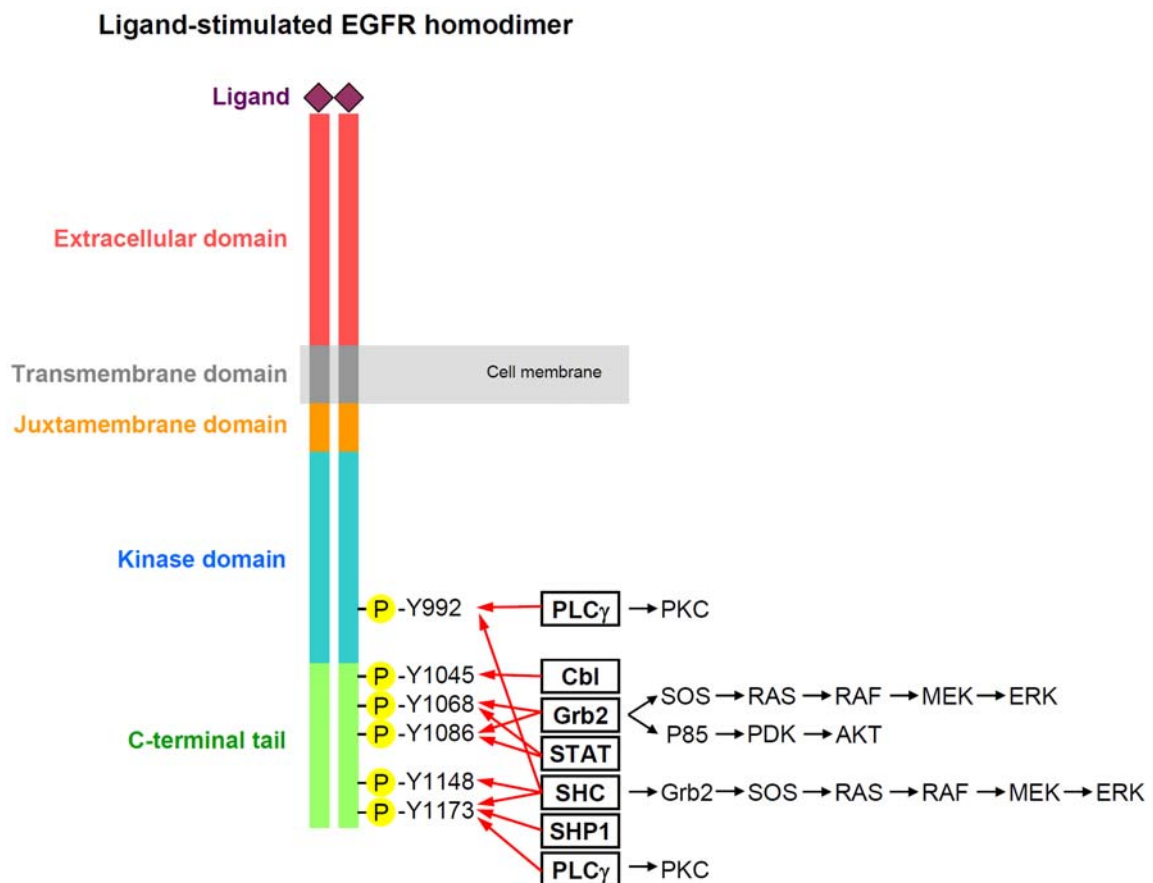 Ligand-stimulated EGFR homodimer
Ligand
Extracellular domain
Transmembrane domain
Cell membrane
Juxtamembrane domain
Kinase domain
P -Y992 PLCγ PKC
P -Y1045 Cbl
P -Y1068 Grb2 SOS RAS RAF MEK ERK
P85 PDK AKT
P -Y1086 STAT
C-terminal tail
P -Y1148 SHC Grb2 SOS RAS RAF MEK ERK
P -Y1173 SHP1
PLCγ PKC